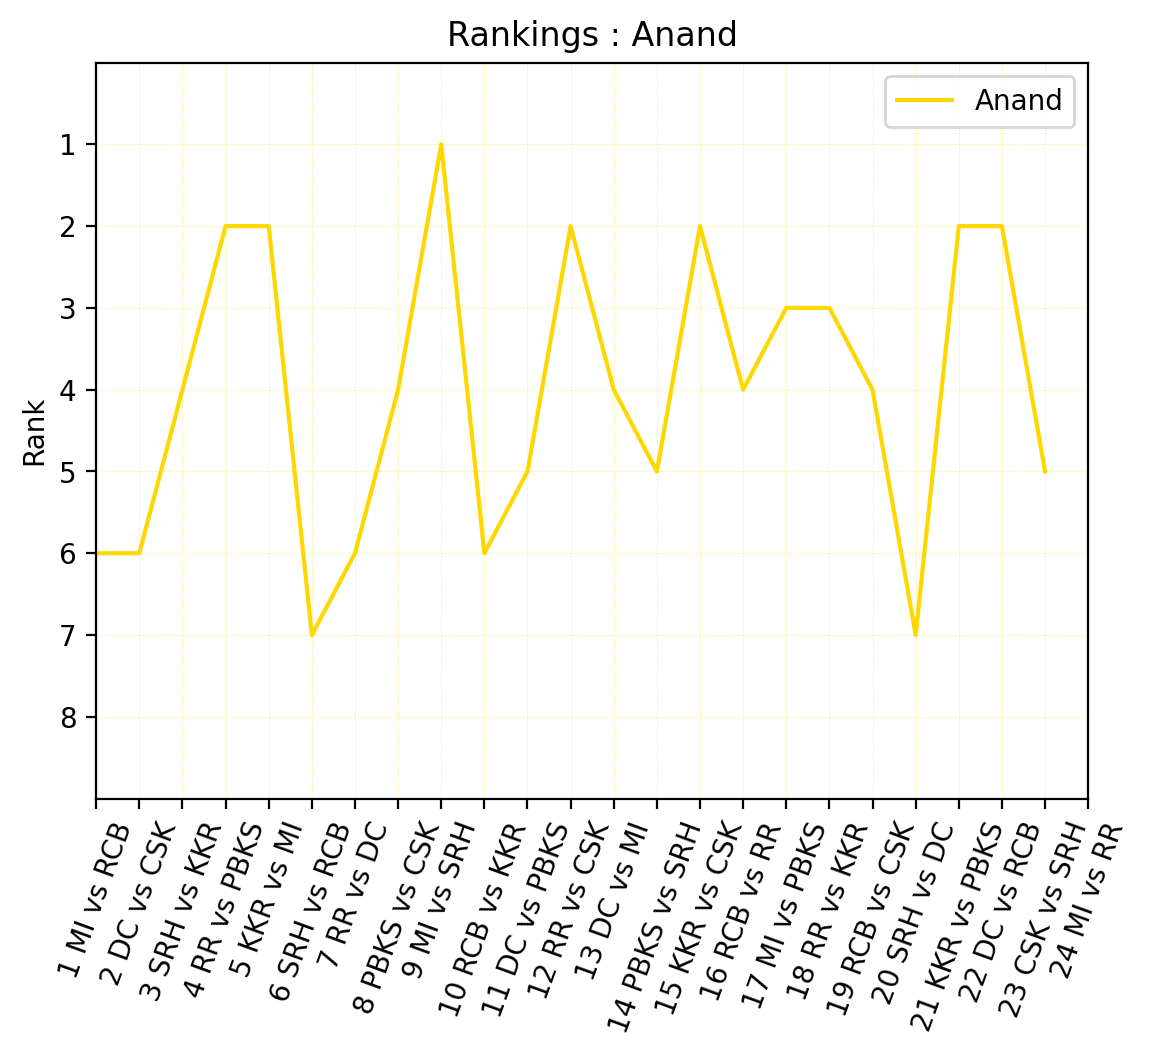 Rankings : Anand
Anand
Rank
1
2
3
4
5
6
7
8
1 MI vs RCB
2 DC vs CSK
3 SRH vs KKR
4 RR vs PBKS
5 KKR vs MI
6 SRH vs RCB
7 RR vs DC
8 PBKS vs CSK
9 MI vs SRH
10 RCB vs KKR
11 DC vs PBKS
12 RR vs CSK
13 DC vs MI
14 PBKS vs SRH
15 KKR vs CSK
16 RCB vs RR
17 MI vs PBKS
18 RR vs KKR
19 RCB vs CSK
20 SRH vs DC
21 KKR vs PBKS
22 DC vs RCB
23 CSK vs SRH
24 MI vs RR